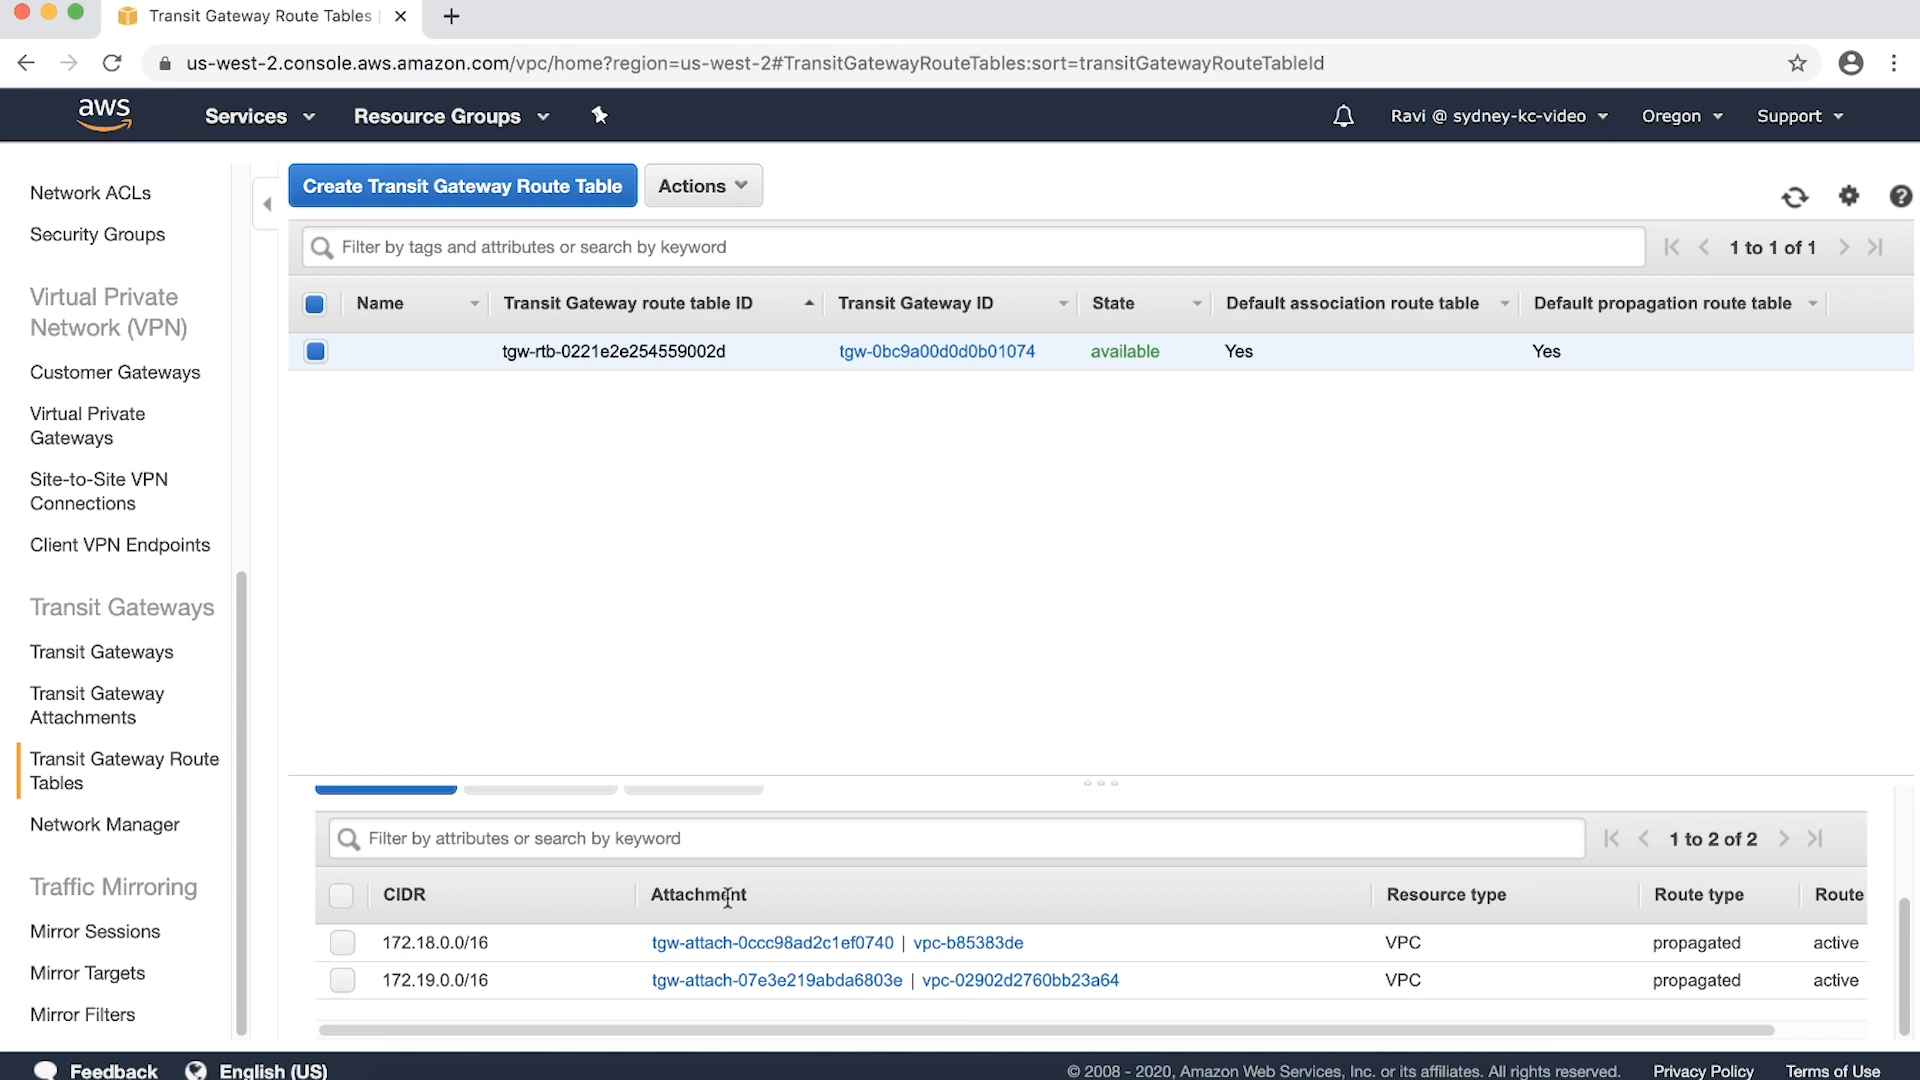 Transit Gateway Route Tables
us-west-2.console.aws.amazon.com/vpc/home?region=us-west-2#TransitGatewayRouteTables:sort=transitGatewayRouteTableId
aws
Services
Resource Groups
Ravi @ sydney-kc-video
Oregon
Support
Network ACLs
Security Groups
Virtual Private
Network (VPN)
Customer Gateways
Virtual Private
Gateways
Site-to-Site VPN
Connections
Client VPN Endpoints
Transit Gateways
Transit Gateways
Transit Gateway
Attachments
Transit Gateway Route
Tables
Network Manager
Traffic Mirroring
Mirror Sessions
Mirror Targets
Mirror Filters
Create Transit Gateway Route Table
Actions
Filter by tags and attributes or search by keyword
1 to 1 of 1
Name Transit Gateway route table ID Transit Gateway ID State Default association route table Default propagation route table
tgw-rtb-0221e2e254559002d tgw-0bc9a00d0d0b01074 available Yes Yes
Filter by attributes or search by keyword
1 to 2 of 2
CIDR Attachment Resource type Route type Route
172.18.0.0/16 tgw-attach-0ccc98ad2c1ef0740 | vpc-b85383de VPC propagated active
172.19.0.0/16 tgw-attach-07e3e219abda6803e | vpc-02902d2760bb23a64 VPC propagated active
Feedback
English (US)
© 2008 - 2020, Amazon Web Services, Inc. or its affiliates. All rights reserved.
Privacy Policy
Terms of Use